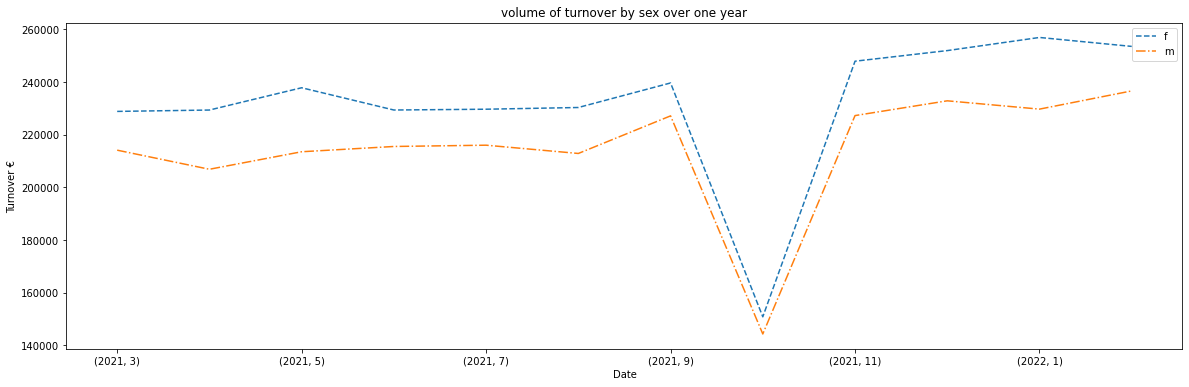 volume of turnover by sex over one year
f
m
260000
240000
220000
200000
180000
160000
140000
Turnover €
(2021, 3)
(2021, 5)
(2021, 7)
(2021, 9)
(2021, 11)
(2022, 1)
Date